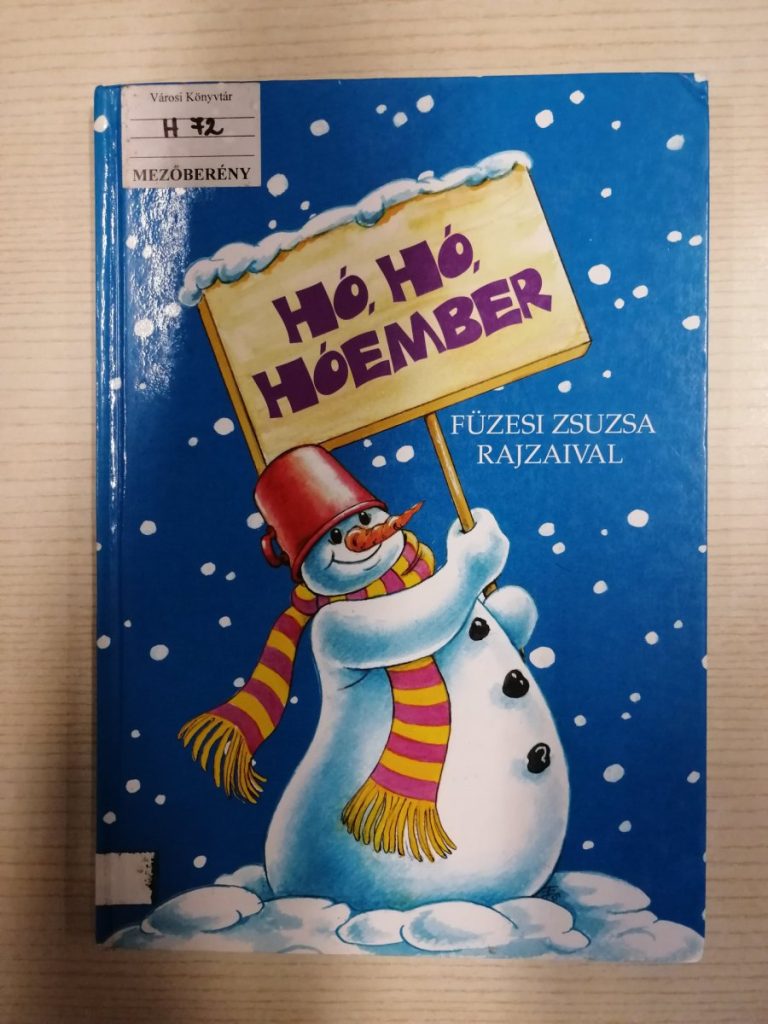 Városi Könyvtár
H 72
MEZŐBERÉNY
HÓ, HÓ,
HÓEMBER
FÜZESI ZSUZSA
RAJZAIVAL